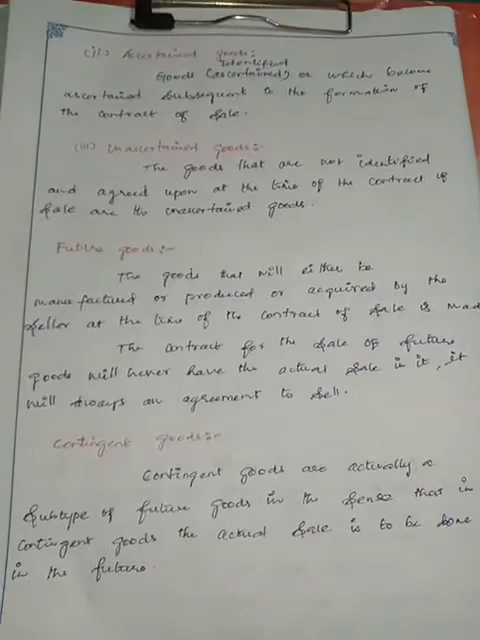 (ii) Ascertained goods:
Identified
Goods (ascertained) or which become
ascertained subsequent to the formation of
the contract of sale.
(iii) Unascertained goods:-
The goods that are not identified
and agreed upon at the time of the contract of
sale are the unascertained goods.
Future goods:-
The goods that will either be
manufactured or produced or acquired by the
seller at the time of the contract of sale is mad
The contract for the sale of future
goods will never have the actual sale in it, it
will always an agreement to sell.
Contingent goods:-
Contingent goods are actually a
subtype of future goods in the sense that in
contingent goods the actual sale is to be done
in the future.